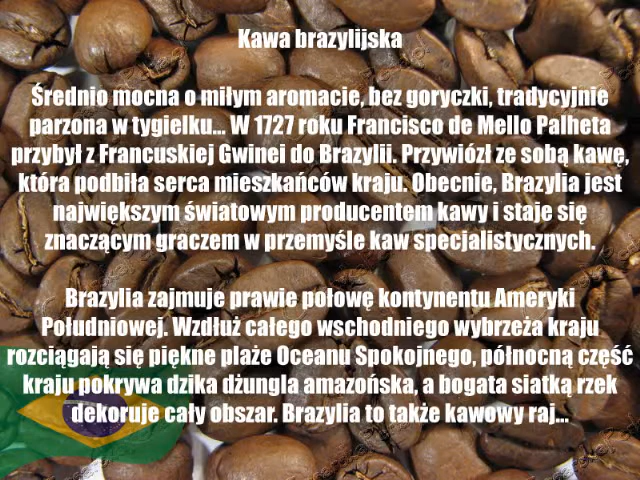 Kawa brazylijska
Średnio mocna o miłym aromacie, bez goryczki, tradycyjnie
parzona w tygielku... W 1727 roku Francisco de Mello Palheta
przybył z Francuskiej Gwinei do Brazylii. Przywiózł ze sobą kawę,
która podbiła serca mieszkańców kraju. Obecnie, Brazylia jest
największym światowym producentem kawy i staje się
znaczącym graczem w przemyśle kaw specjalistycznych.
Brazylia zajmuje prawie połowę kontynentu Ameryki
Południowej. Wzdłuż całego wschodniego wybrzeża kraju
rozciągają się piękne plaże Oceanu Spokojnego, północną część
kraju pokrywa dzika dżungla amazońska, a bogata siatką rzek
dekoruje cały obszar. Brazylia to także kawowy raj...